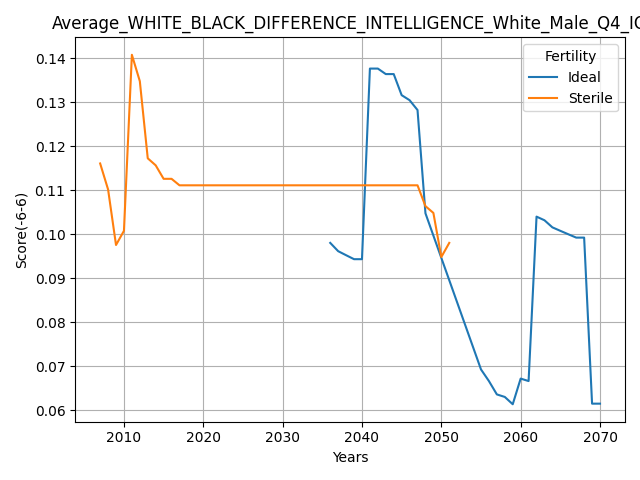 Average_WHITE_BLACK_DIFFERENCE_INTELLIGENCE_White_Male_Q4_IC
Fertility
Ideal
Sterile
Score(-6-6)
0.14
0.13
0.12
0.11
0.10
0.09
0.08
0.07
0.06
2010 2020 2030 2040 2050 2060 2070
Years